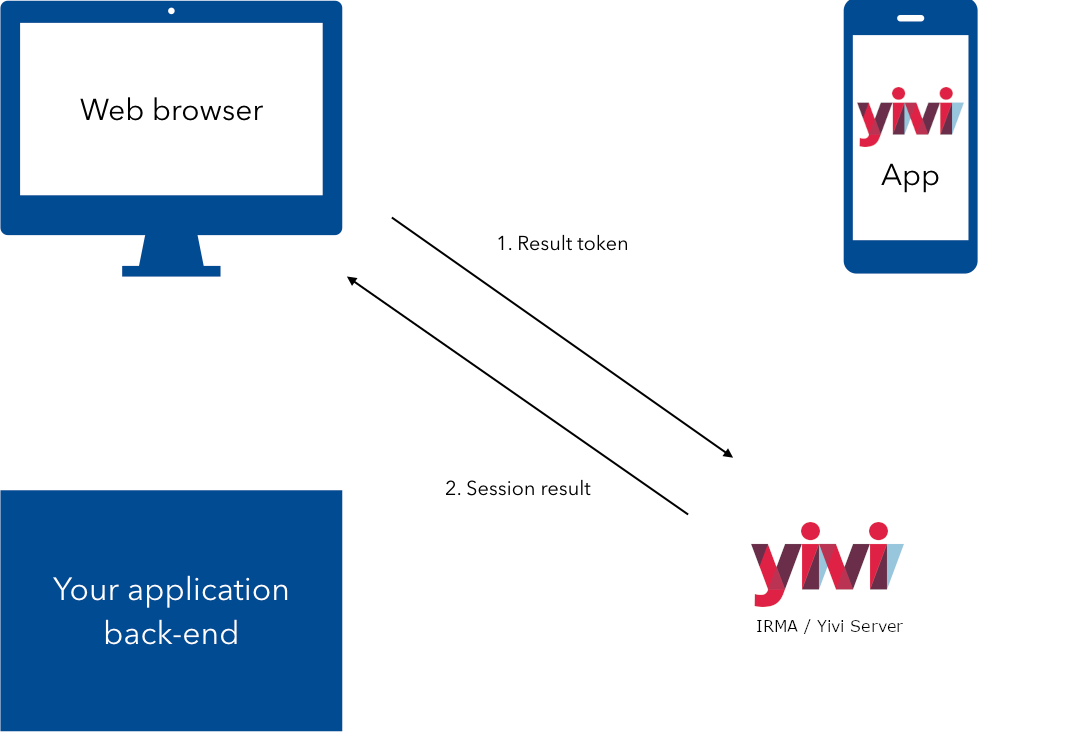 Web browser
yivi
App
1. Result token
2. Session result
Your application
back-end
yivi
IRMA / Yivi Server